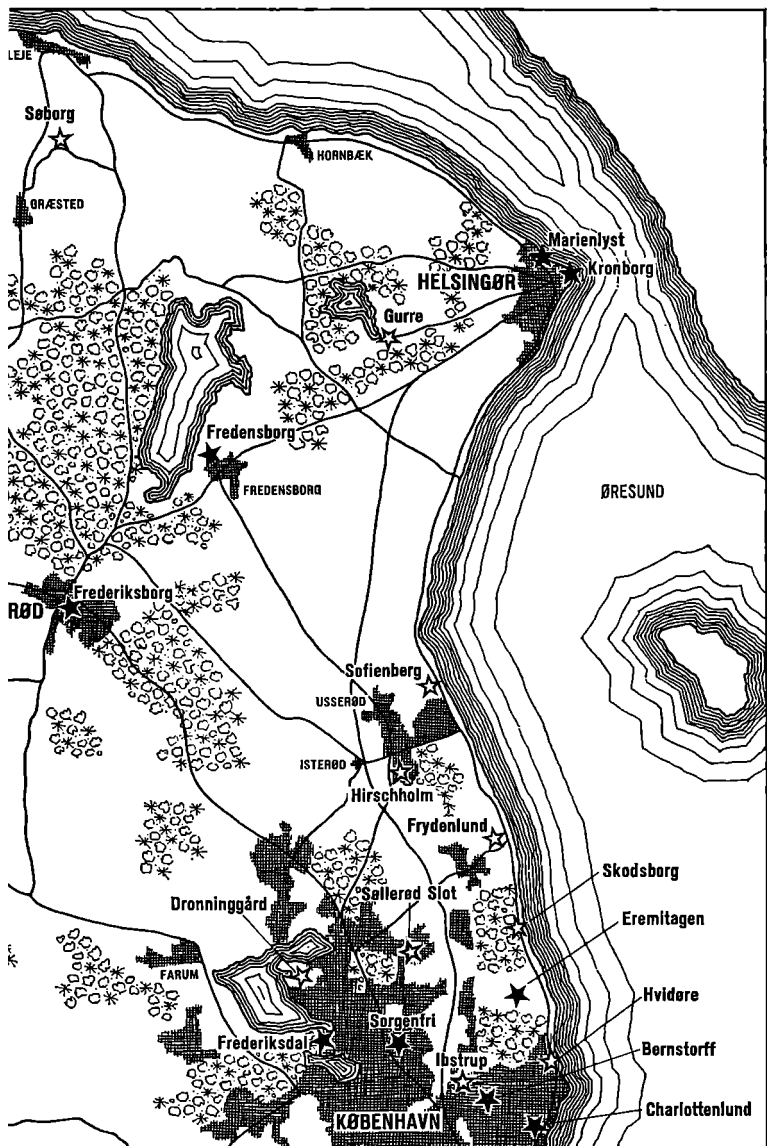 LEJE
Søborg
HORNBÆK
GRÆSTED
Marienlyst
HELSINGØR
Kronborg
Gurre
Fredensborg
FREDENSBORG
ØRESUND
Frederiksborg
RØD
Sofienberg
USSERØD
ISTERØD
Hirschholm
Frydenlund
Skodsborg
Dronninggård
Søllerød Slot
Eremitagen
FARUM
Hvidøre
Frederiksdal
Sorgenfri
Ibstrup
Bernstorff
KØBENHAVN
Charlottenlund